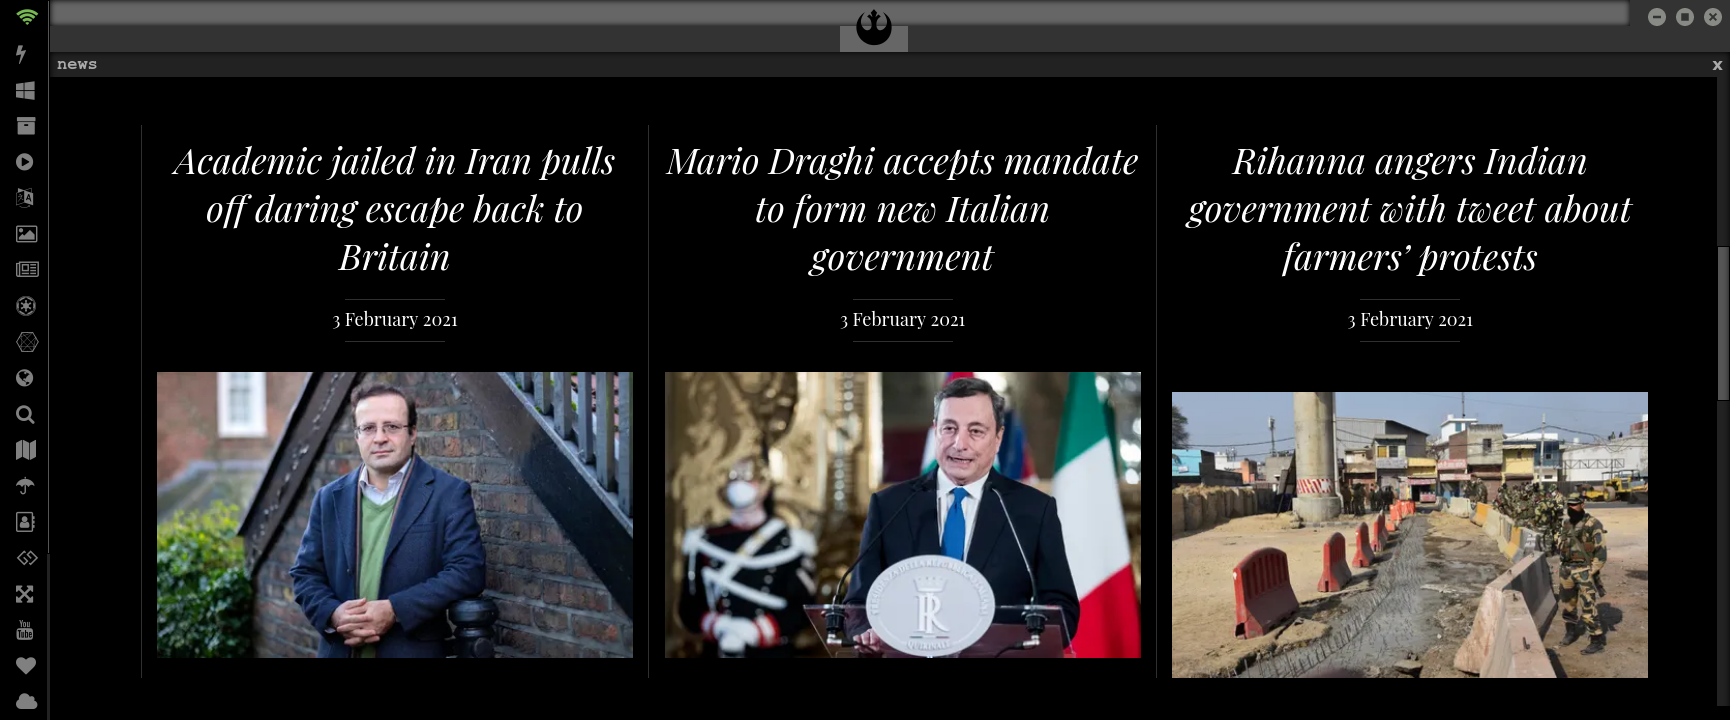 news
x
Academic jailed in Iran pulls
off daring escape back to
Britain
3 February 2021
Mario Draghi accepts mandate
to form new Italian
government
3 February 2021
Rihanna angers Indian
government with tweet about
farmers’ protests
3 February 2021
You
Tube